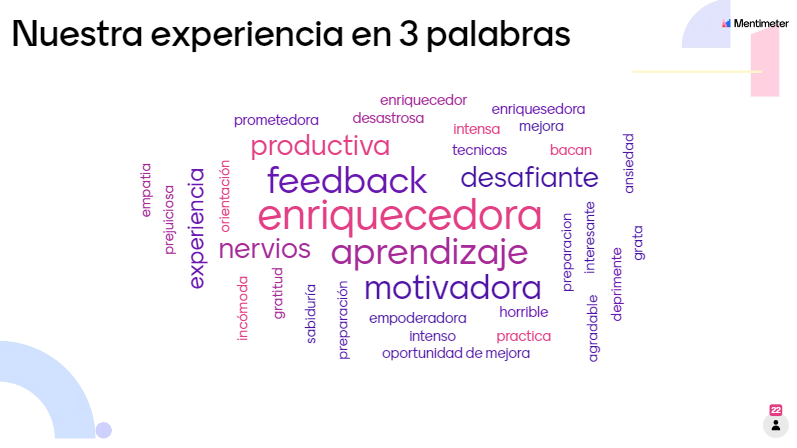 Nuestra experiencia en 3 palabras
Mentimeter
enriquecedor
enriquesedora
prometedora
desastrosa
intensa
mejora
productiva
tecnicas
bacan
ansiedad
empatia
prejuiciosa
experiencia
orientación
feedback
desafiante
enriquecedora
nervios
aprendizaje
preparacion
interesante
grata
deprimente
motivadora
incómoda
gratitud
sabiduría
preparación
empoderadora
horrible
agradable
intenso
practica
oportunidad de mejora
22